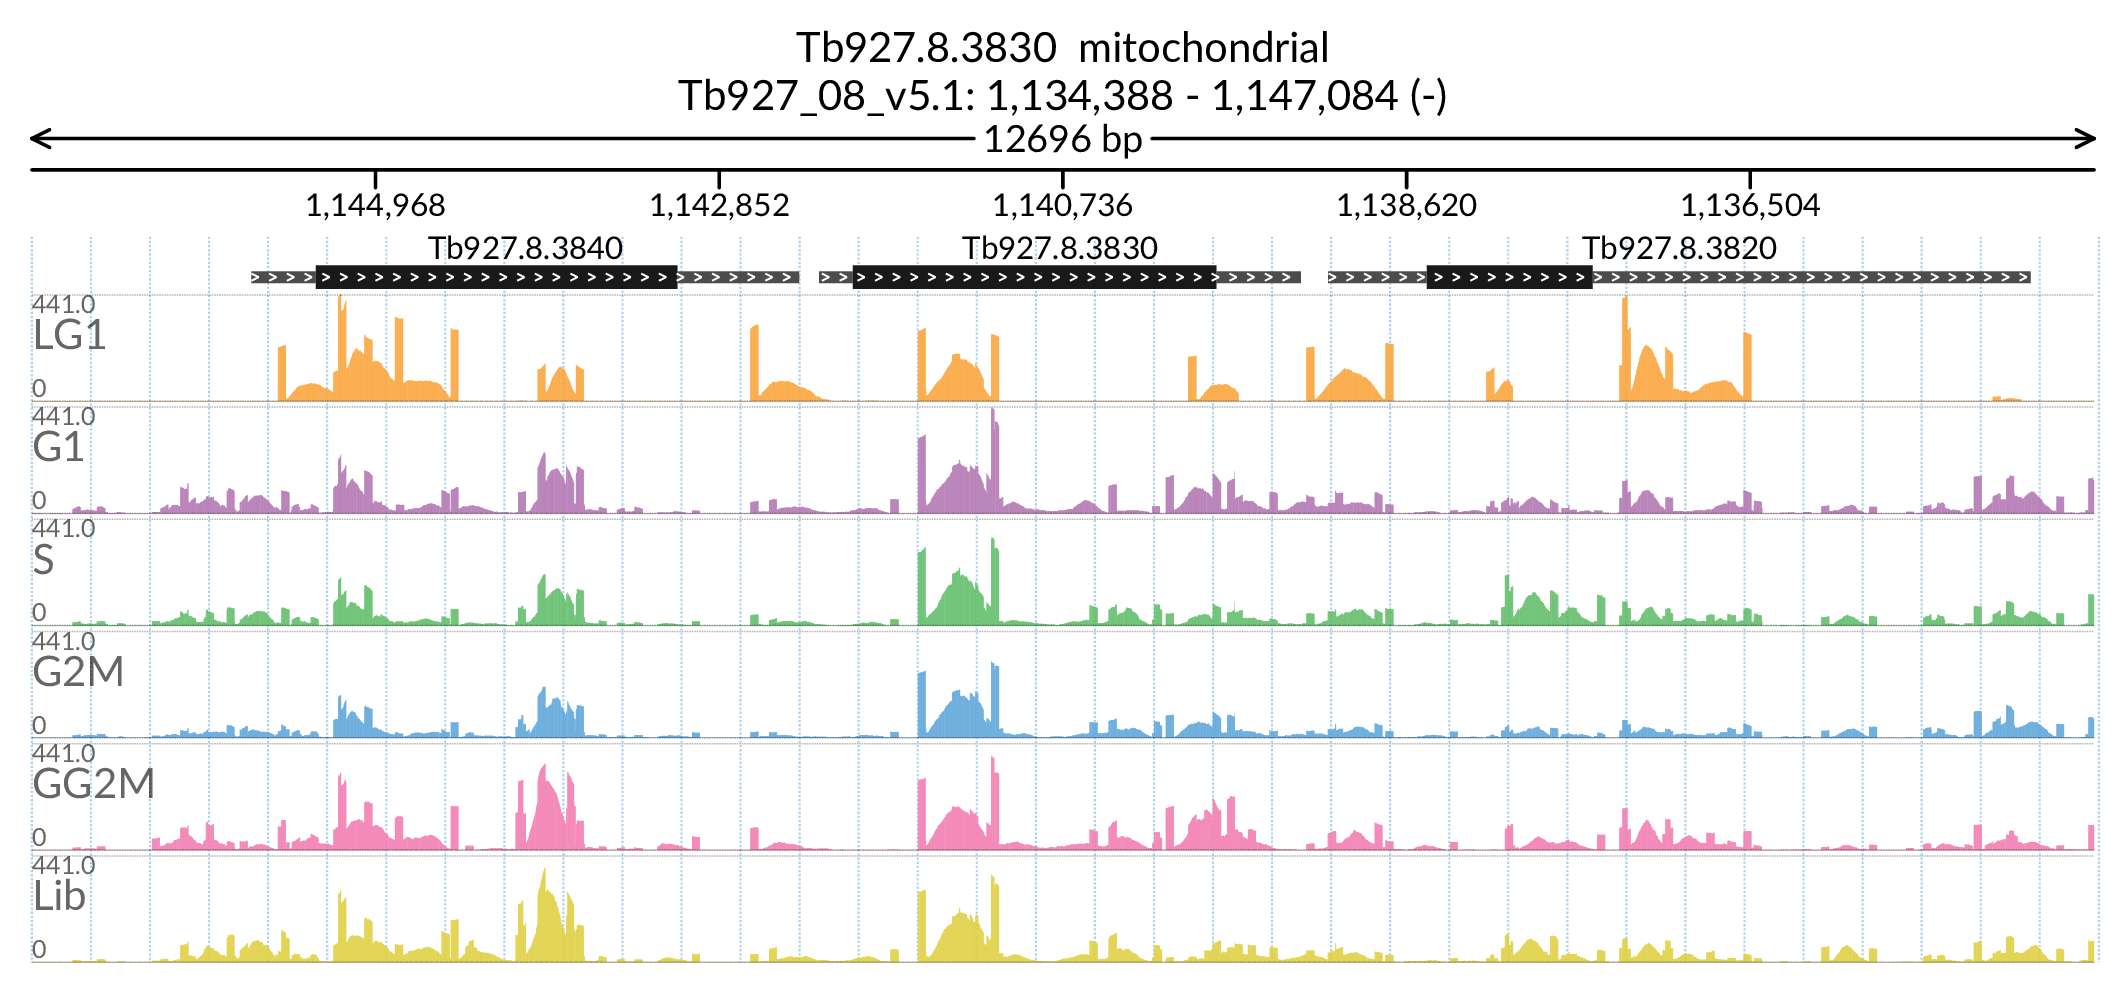 Tb927.8.3830 mitochondrial
Tb927_08_v5.1: 1,134,388 - 1,147,084 (-)
12696 bp
1,144,968 1,142,852 1,140,736 1,138,620 1,136,504
Tb927.8.3840 Tb927.8.3830 Tb927.8.3820
441.0
LG1
0
441.0
G1
0
441.0
S
0
441.0
G2M
0
441.0
GG2M
0
441.0
Lib
0